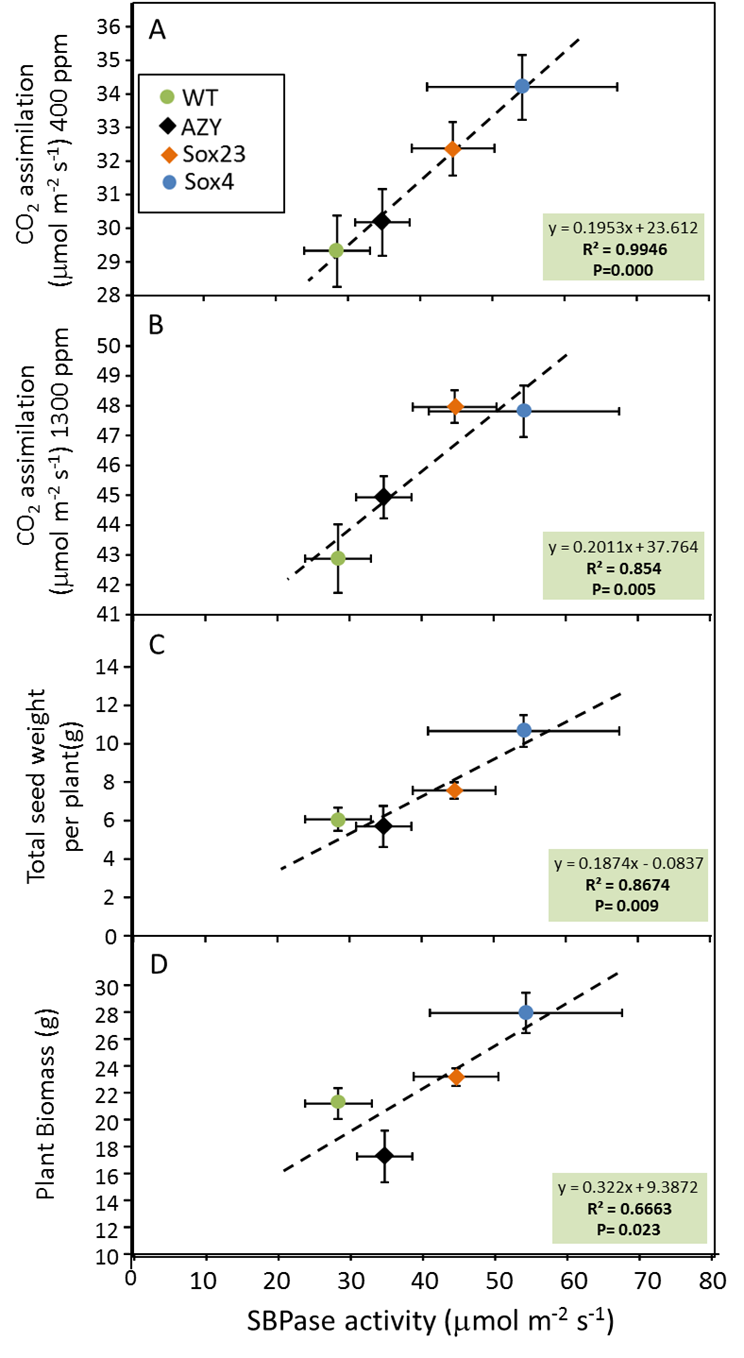 A
36
35
34
33
32
31
30
29
28
CO2 assimilation
(μmol m-2 s-1) 400 ppm
WT
AZY
Sox23
Sox4
y = 0.1953x + 23.612
R² = 0.9946
P=0.000
B
50
49
48
47
46
45
44
43
42
41
CO2 assimilation
(μmol m-2 s-1) 1300 ppm
y = 0.2011x + 37.764
R² = 0.854
P= 0.005
C
14
12
10
8
6
4
2
0
Total seed weight
per plant(g)
y = 0.1874x - 0.0837
R² = 0.8674
P= 0.009
D
30
28
26
24
22
20
18
16
14
12
10
Plant Biomass (g)
y = 0.322x + 9.3872
R² = 0.6663
P= 0.023
0 10 20 30 40 50 60 70 80
SBPase activity (μmol m-2 s-1)